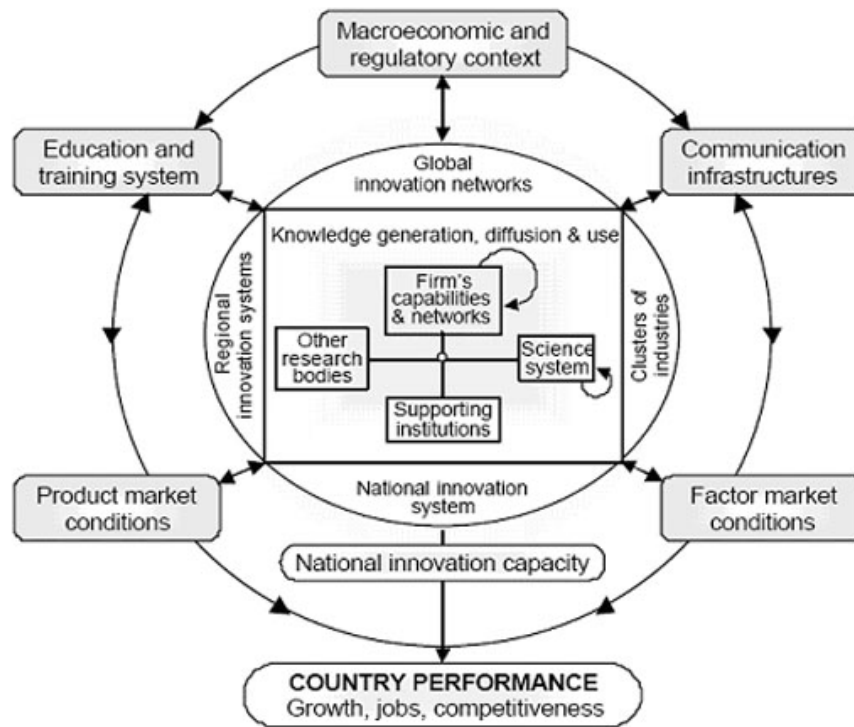 Macroeconomic and
regulatory context
Education and
training system
Communication
infrastructures
Global
innovation networks
Knowledge generation, diffusion & use
Regional
innovation systems
Firm's
capabilities
& networks
Clusters of
industries
Other
research
bodies
Science
system
Supporting
institutions
Product market
conditions
National innovation
system
Factor market
conditions
National innovation capacity
COUNTRY PERFORMANCE
Growth, jobs, competitiveness